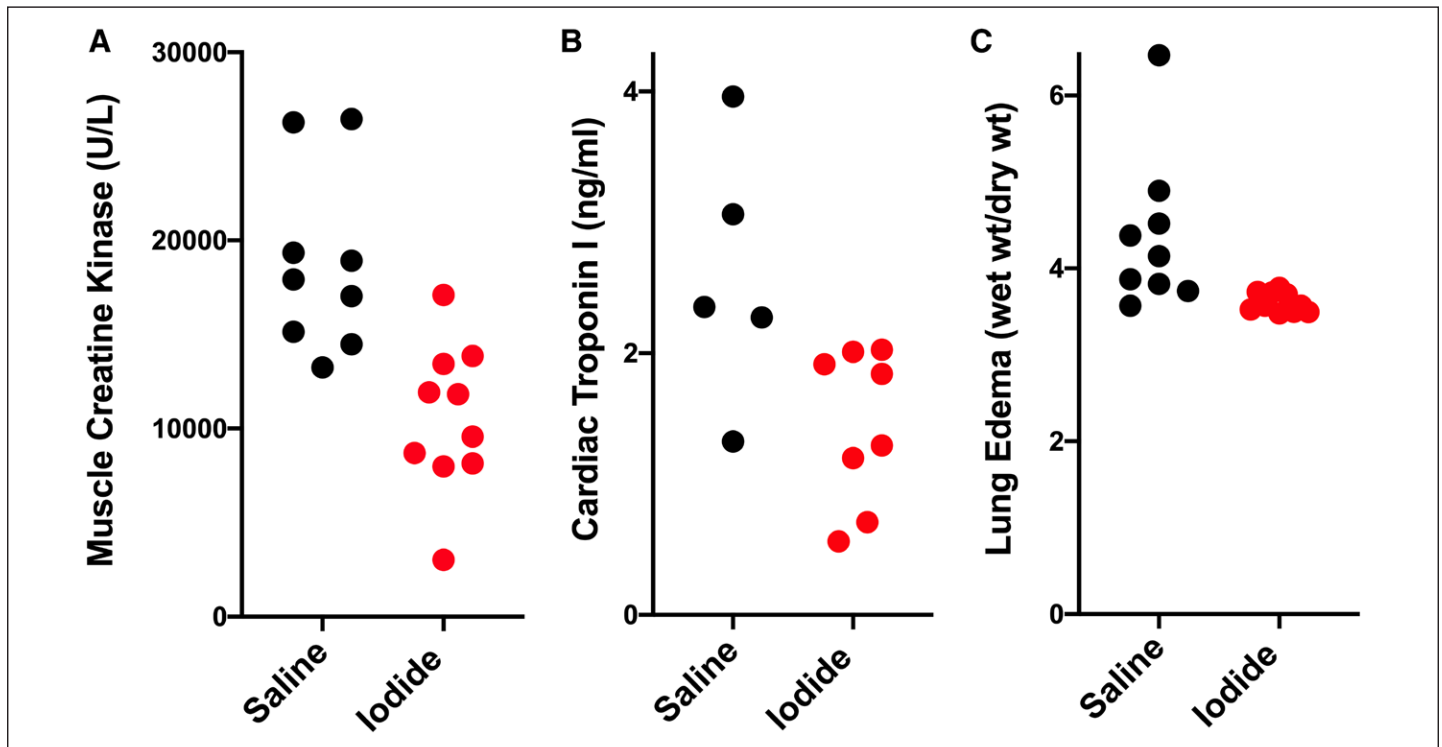 A
Muscle Creatine Kinase (U/L)
30000
20000
10000
0
Saline
Iodide
B
Cardiac Troponin I (ng/ml)
4
2
0
Saline
Iodide
C
Lung Edema (wet wt/dry wt)
6
4
2
0
Saline
Iodide